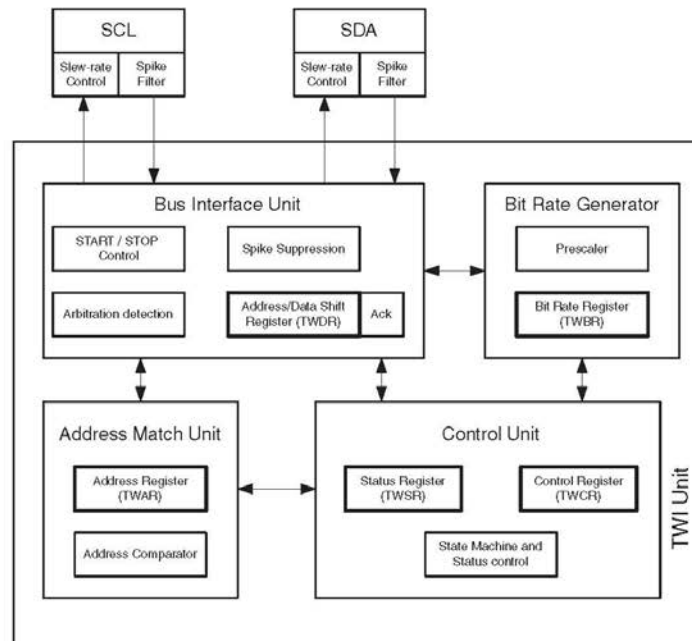 SCL
Slew-rate
Control
Spike
Filter
SDA
Slew-rate
Control
Spike
Filter
Bus Interface Unit
START / STOP
Control
Spike Suppression
Arbitration detection
Address/Data Shift
Register (TWDR)
Ack
Bit Rate Generator
Prescaler
Bit Rate Register
(TWBR)
Address Match Unit
Address Register
(TWAR)
Address Comparator
Control Unit
Status Register
(TWSR)
Control Register
(TWCR)
State Machine and
Status control
TWI Unit